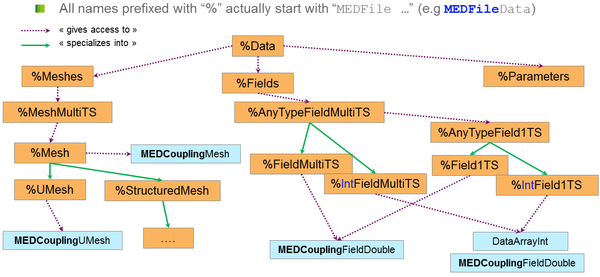 All names prefixed with “%” actually start with “MEDFile …” (e.g MEDFileData)
« gives access to »
« specializes into »
%Data
%Meshes
%Fields
%Parameters
%MeshMultiTS
%AnyTypeFieldMultiTS
%AnyTypeField1TS
%Mesh
MEDCouplingMesh
%FieldMultiTS
%Field1TS
%UMesh
%StructuredMesh
%IntFieldMultiTS
%IntField1TS
MEDCouplingUMesh
....
MEDCouplingFieldDouble
DataArrayInt
MEDCouplingFieldDouble